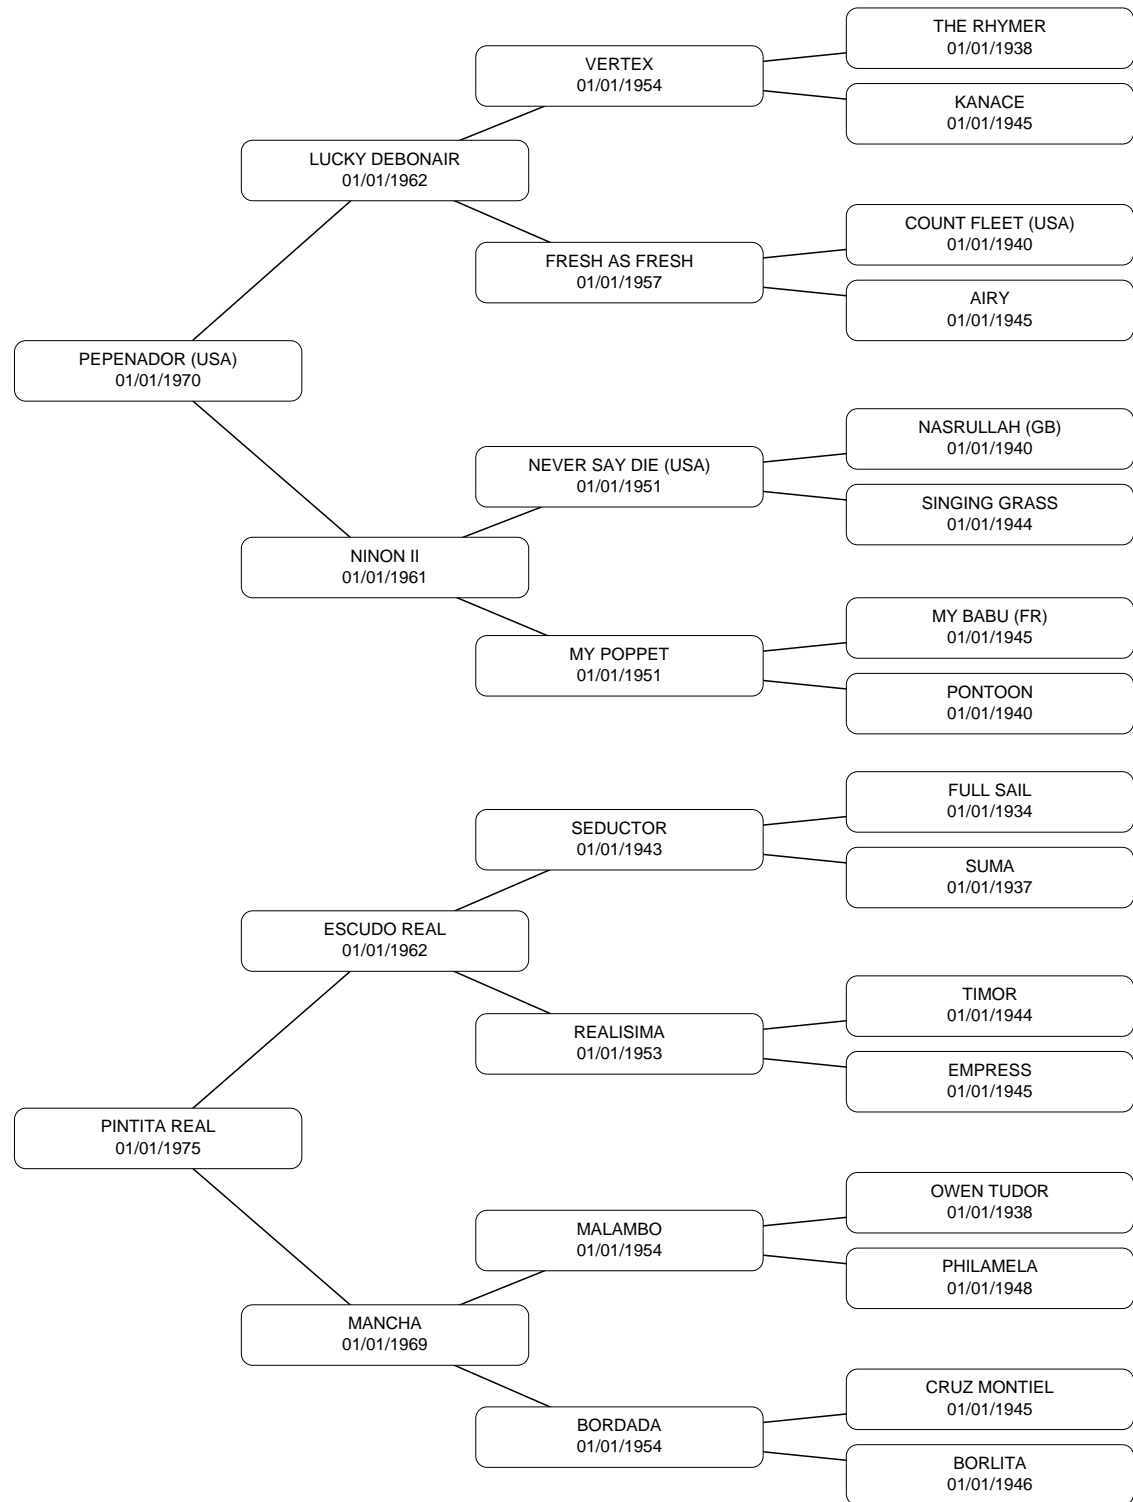 THE RHYMER
01/01/1938
VERTEX
01/01/1954
KANACE
01/01/1945
LUCKY DEBONAIR
01/01/1962
COUNT FLEET (USA)
01/01/1940
FRESH AS FRESH
01/01/1957
AIRY
01/01/1945
PEPENADOR (USA)
01/01/1970
NASRULLAH (GB)
01/01/1940
NEVER SAY DIE (USA)
01/01/1951
SINGING GRASS
01/01/1944
NINON II
01/01/1961
MY BABU (FR)
01/01/1945
MY POPPET
01/01/1951
PONTOON
01/01/1940
FULL SAIL
01/01/1934
SEDUCTOR
01/01/1943
SUMA
01/01/1937
ESCUDO REAL
01/01/1962
TIMOR
01/01/1944
REALISIMA
01/01/1953
EMPRESS
01/01/1945
PINTITA REAL
01/01/1975
OWEN TUDOR
01/01/1938
MALAMBO
01/01/1954
PHILAMELA
01/01/1948
MANCHA
01/01/1969
CRUZ MONTIEL
01/01/1945
BORDADA
01/01/1954
BORLITA
01/01/1946